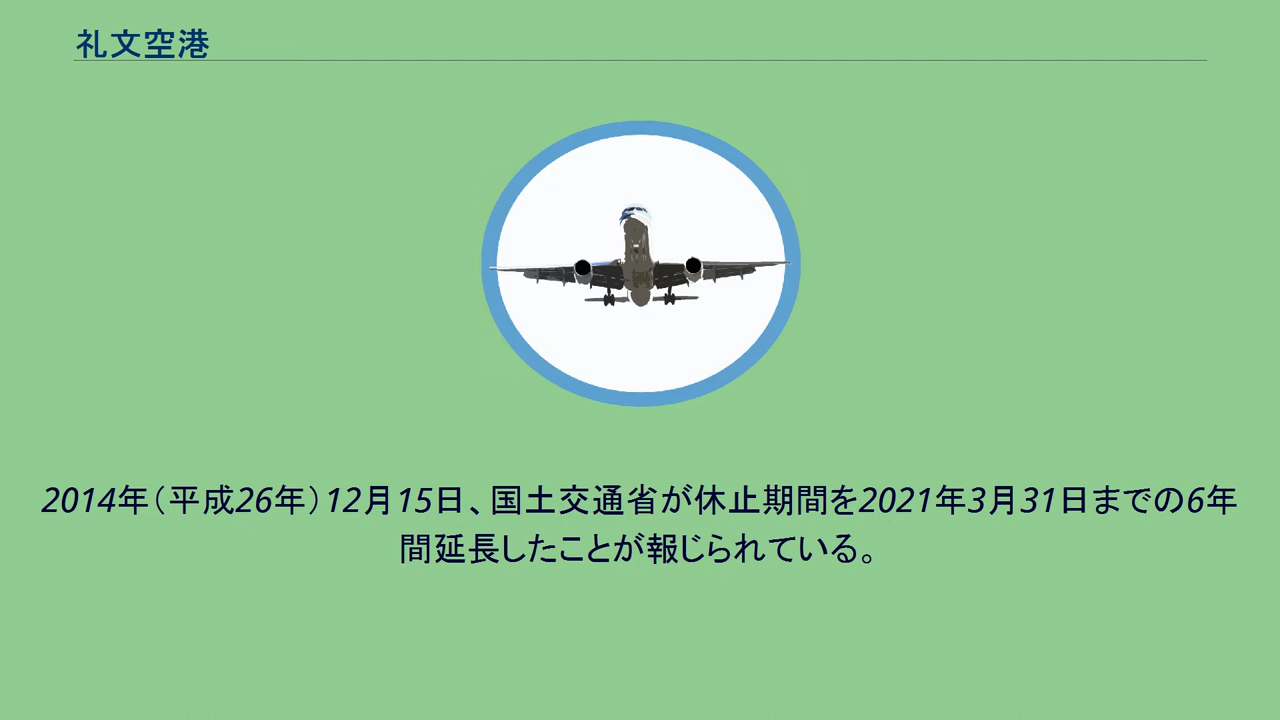 礼文空港
2014年（平成26年）12月15日、国土交通省が休止期間を2021年3月31日までの6年
間延長したことが報じられている。